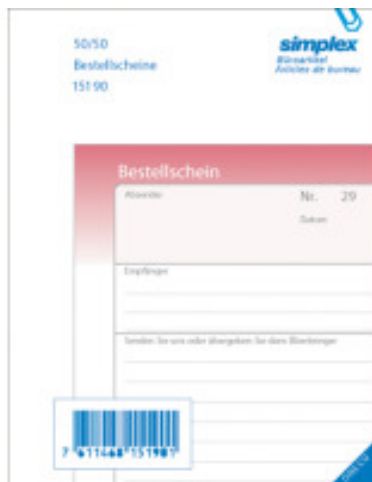 50/50
Bestellscheine
15190
simplex
Büroartikel
Articles de bureau
Bestellschein
Absender
Nr. 29
Datum
Empfänger
Senden Sie uns oder übergeben Sie dem Überbringer
7 611468 151901